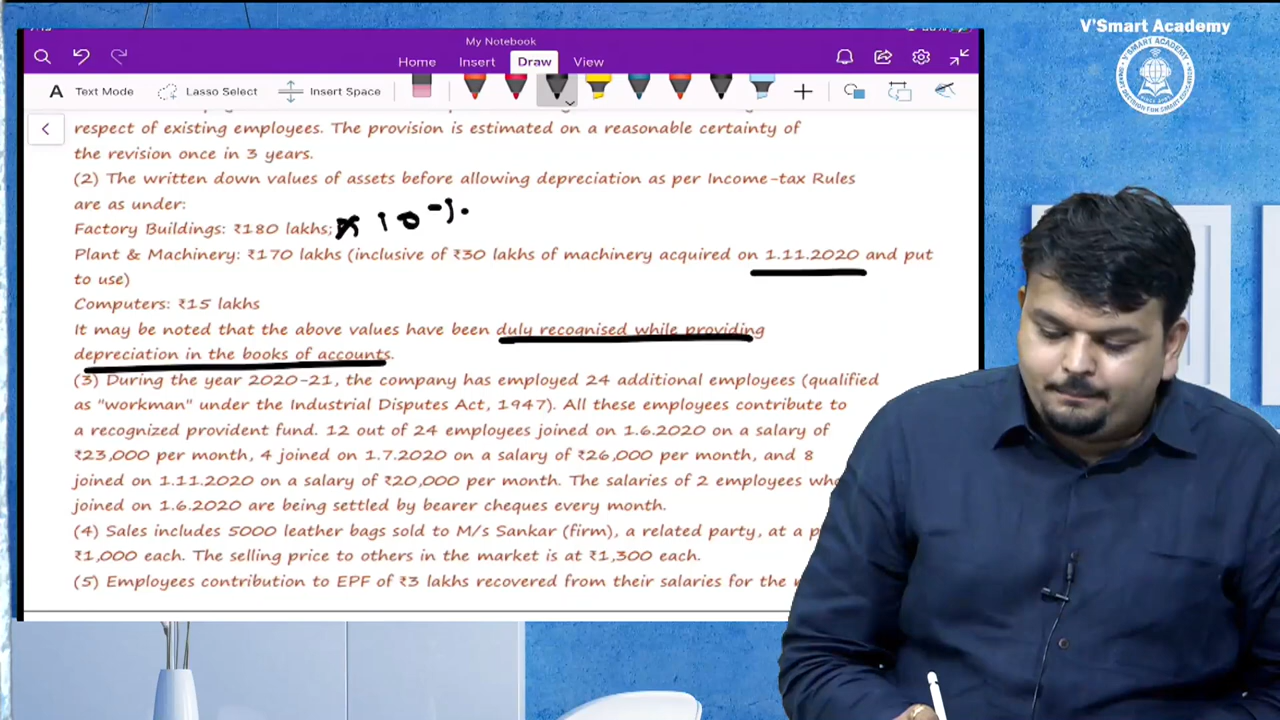 V'Smart Academy
My Notebook
Home Insert Draw View
Text Mode Lasso Select Insert Space
respect of existing employees. The provision is estimated on a reasonable certainty of
the revision once in 3 years.
(2) The written down values of assets before allowing depreciation as per Income-tax Rules
are as under:
Factory Buildings: ₹180 lakhs; x 10%
Plant & Machinery: ₹170 lakhs (inclusive of ₹30 lakhs of machinery acquired on 1.11.2020 and put
to use)
Computers: ₹15 lakhs
It may be noted that the above values have been duly recognised while providing
depreciation in the books of accounts.
(3) During the year 2020-21, the company has employed 24 additional employees (qualified
as "workman" under the Industrial Disputes Act, 1947). All these employees contribute to
a recognized provident fund. 12 out of 24 employees joined on 1.6.2020 on a salary of
₹23,000 per month, 4 joined on 1.7.2020 on a salary of ₹26,000 per month, and 8
joined on 1.11.2020 on a salary of ₹20,000 per month. The salaries of 2 employees
joined on 1.6.2020 are being settled by bearer cheques every month.
(4) Sales includes 5000 leather bags sold to M/s Sankar (firm), a related party, at a
₹1,000 each. The selling price to others in the market is at ₹1,300 each.
(5) Employees contribution to EPF of ₹3 lakhs recovered from their salaries for the